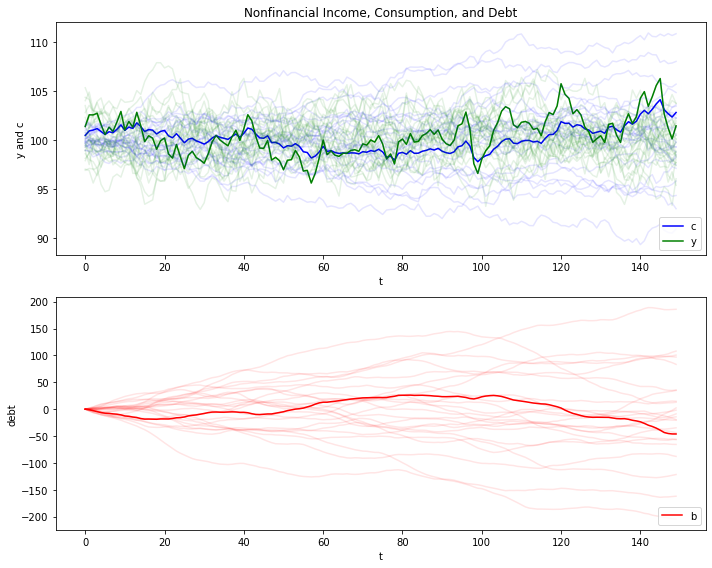 Nonfinancial Income, Consumption, and Debt
110
105
100
95
90
y and c
c
y
0 20 40 60 80 100 120 140
t
200
150
100
50
0
−50
−100
−150
−200
debt
b
0 20 40 60 80 100 120 140
t